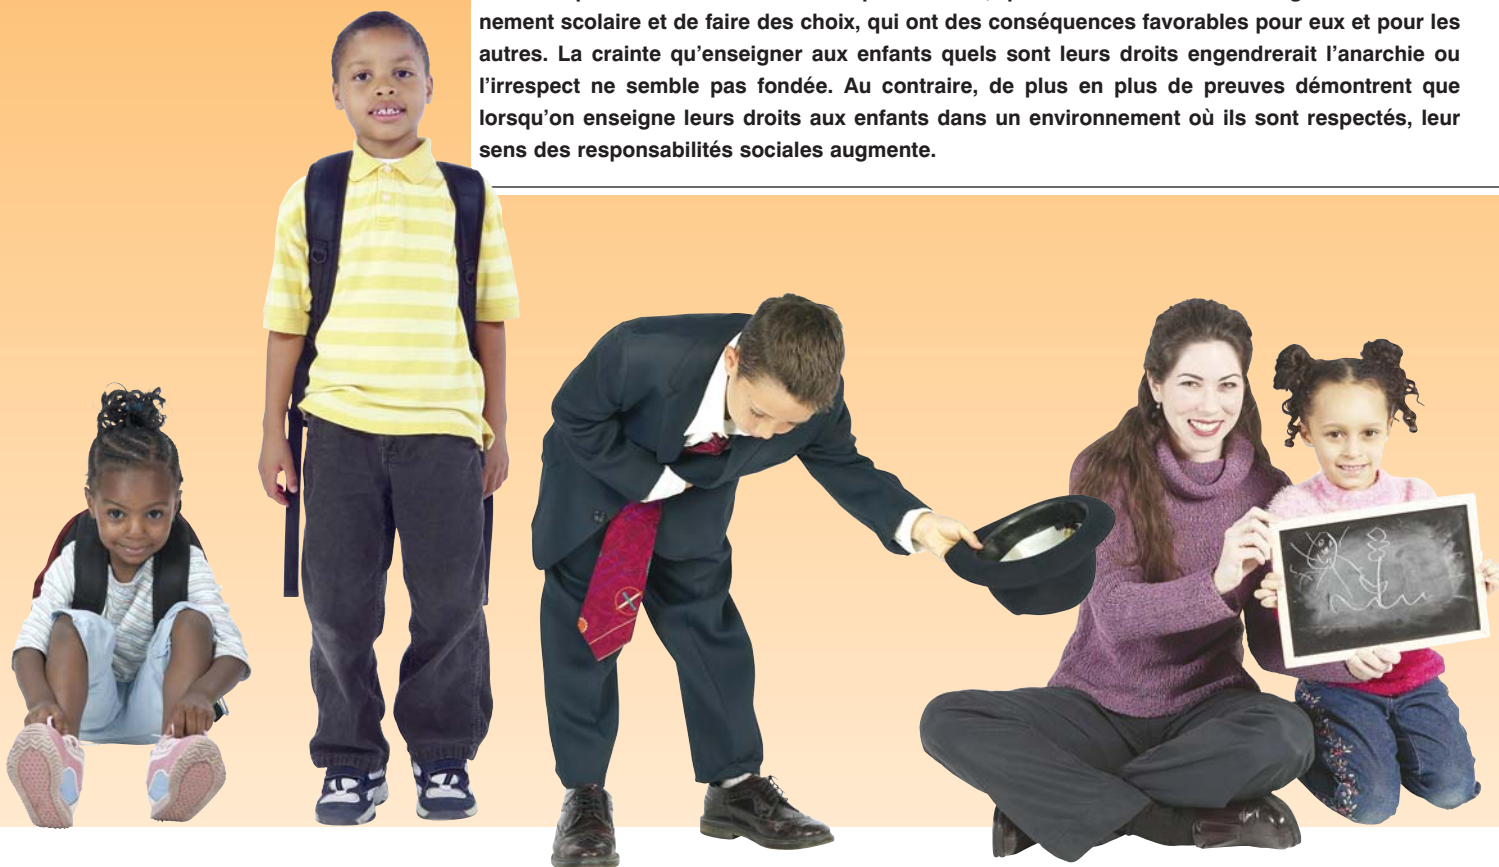 nement scolaire et de faire des choix, qui ont des conséquences favorables pour eux et pour les
autres. La crainte qu’enseigner aux enfants quels sont leurs droits engendrerait l’anarchie ou
l’irrespect ne semble pas fondée. Au contraire, de plus en plus de preuves démontrent que
lorsqu’on enseigne leurs droits aux enfants dans un environnement où ils sont respectés, leur
sens des responsabilités sociales augmente.